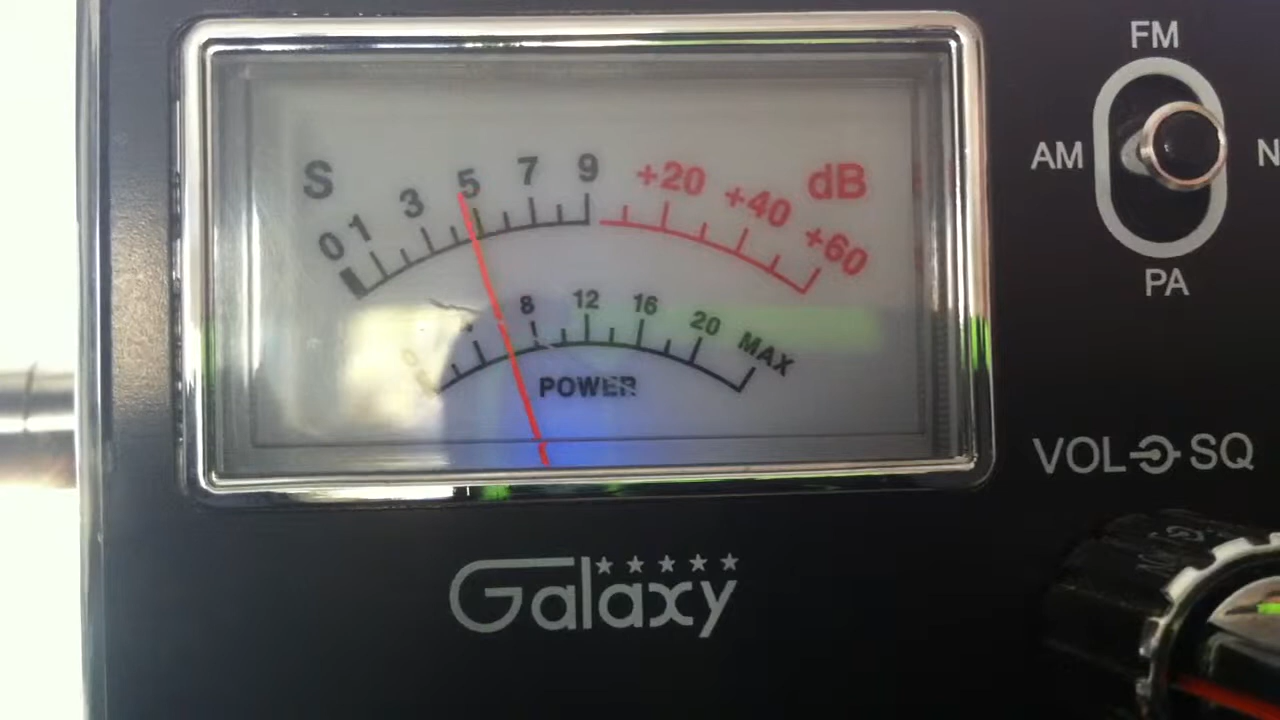 S 0 1 3 5 7 9 +20 +40 +60 dB
8 12 16 20 MAX
POWER
Galaxy
FM
AM N
PA
VOL SQ